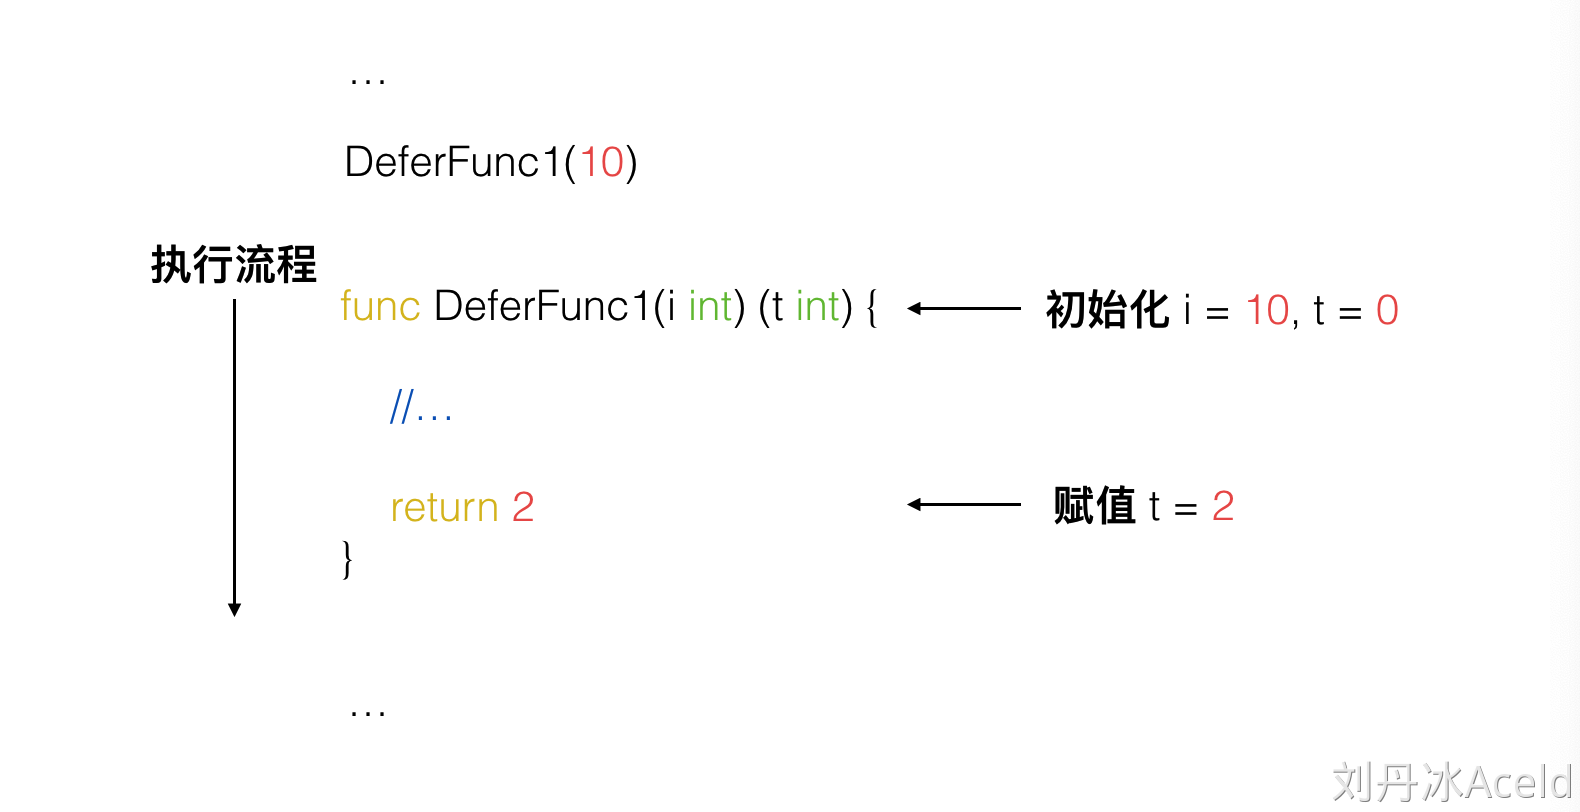 ...
DeferFunc1(10)
执行流程
func DeferFunc1(i int) (t int) { 初始化 i = 10, t = 0
//...
return 2 赋值 t = 2
}
...
刘丹冰Aceld